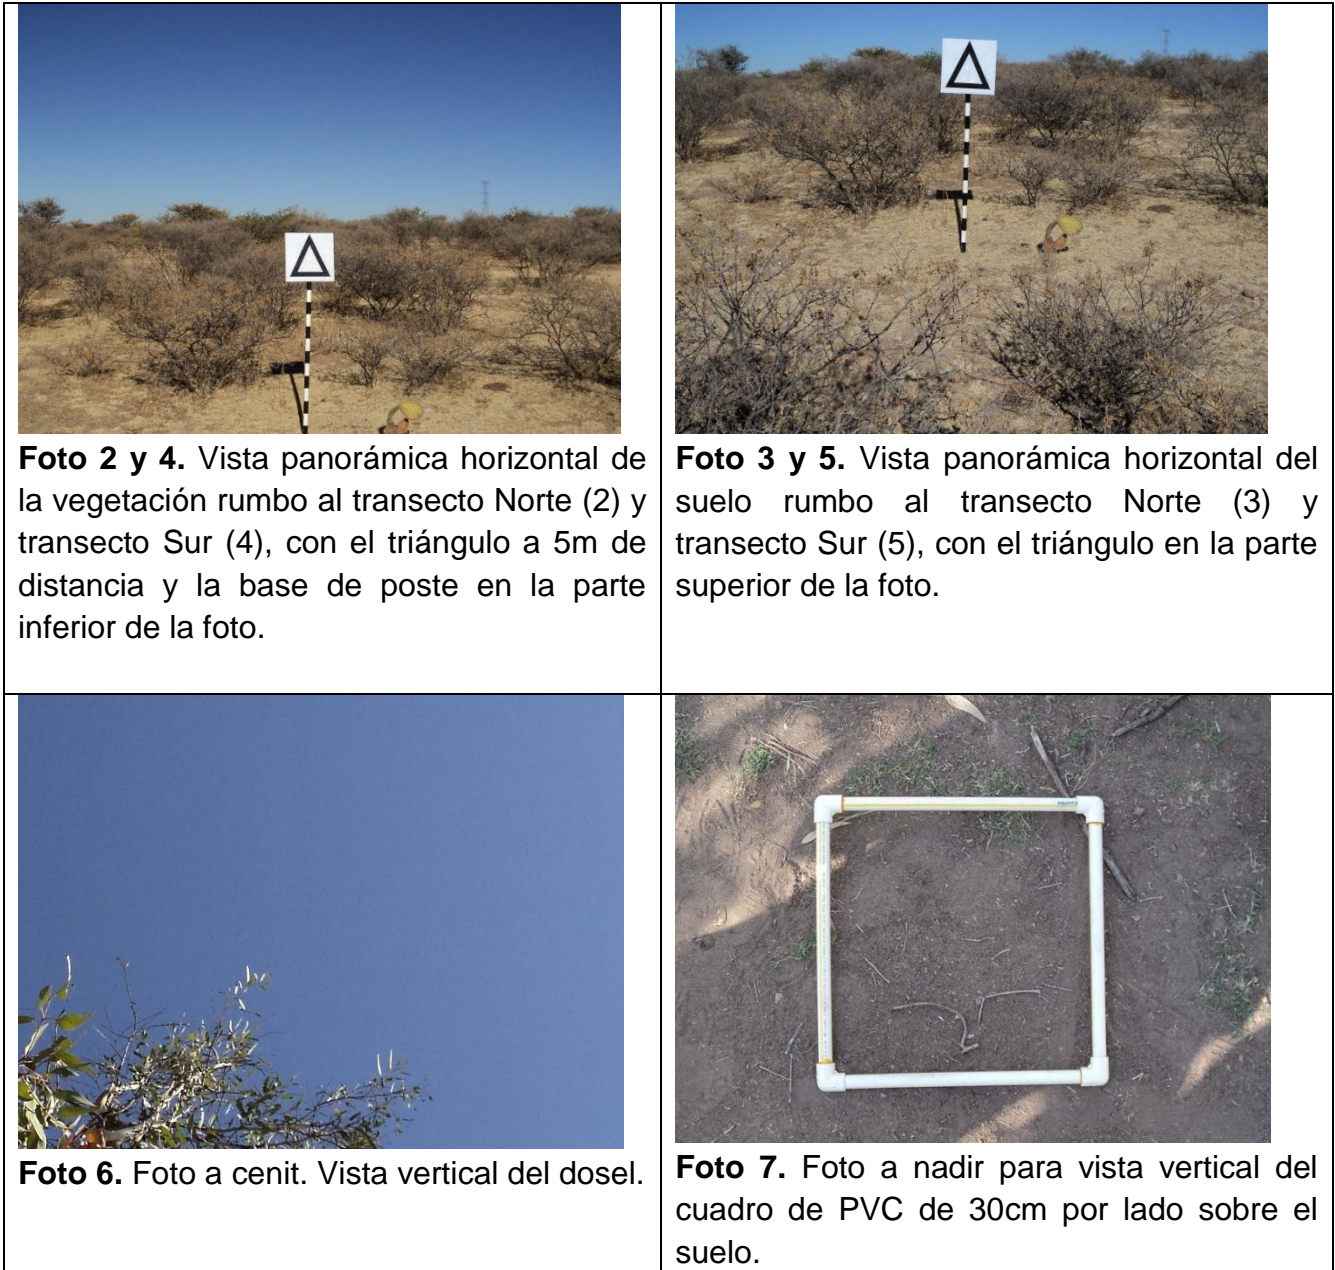 Foto 2 y 4. Vista panorámica horizontal de
la vegetación rumbo al transecto Norte (2) y
transecto Sur (4), con el triángulo a 5m de
distancia y la base de poste en la parte
inferior de la foto.
Foto 3 y 5. Vista panorámica horizontal del
suelo rumbo al transecto Norte (3) y
transecto Sur (5), con el triángulo en la parte
superior de la foto.
Foto 6. Foto a cenit. Vista vertical del dosel.
Foto 7. Foto a nadir para vista vertical del
cuadro de PVC de 30cm por lado sobre el
suelo.